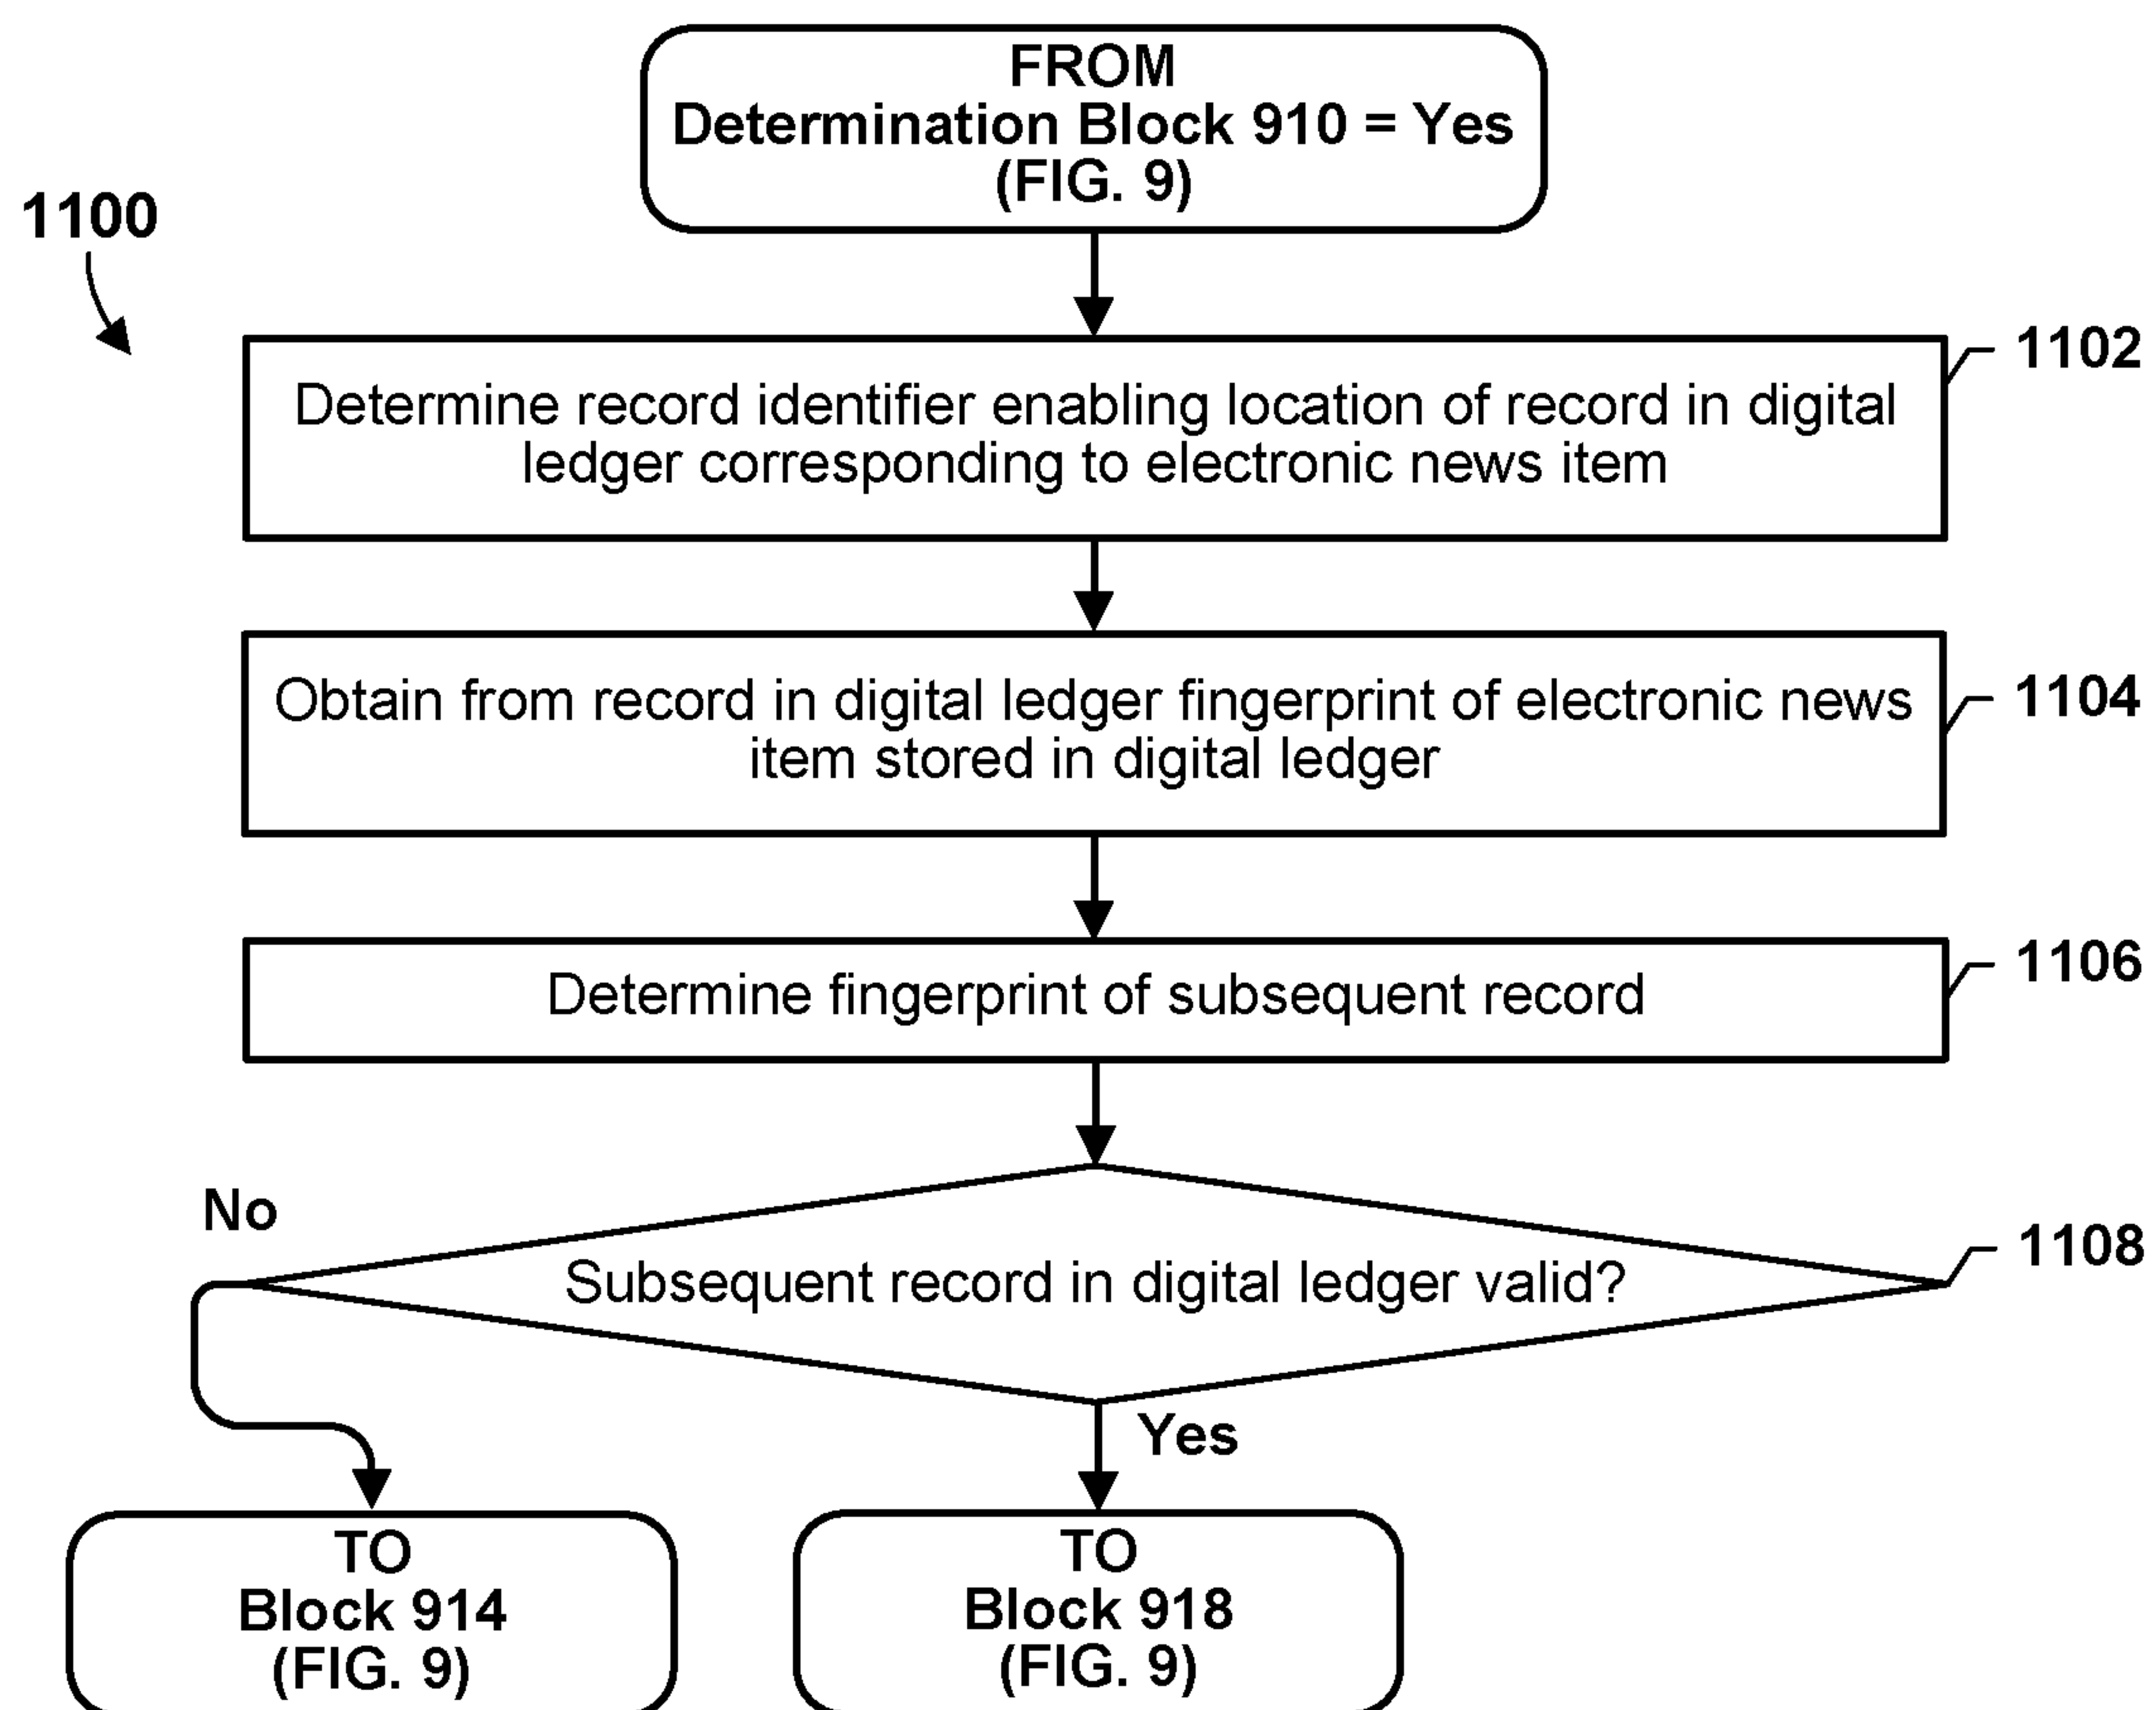 FROM
Determination Block 910 = Yes
(FIG. 9)
1100
1102
Determine record identifier enabling location of record in digital
ledger corresponding to electronic news item
1104
Obtain from record in digital ledger fingerprint of electronic news
item stored in digital ledger
1106
Determine fingerprint of subsequent record
No
1108
Subsequent record in digital ledger valid?
Yes
TO
Block 914
(FIG. 9)
TO
Block 918
(FIG. 9)